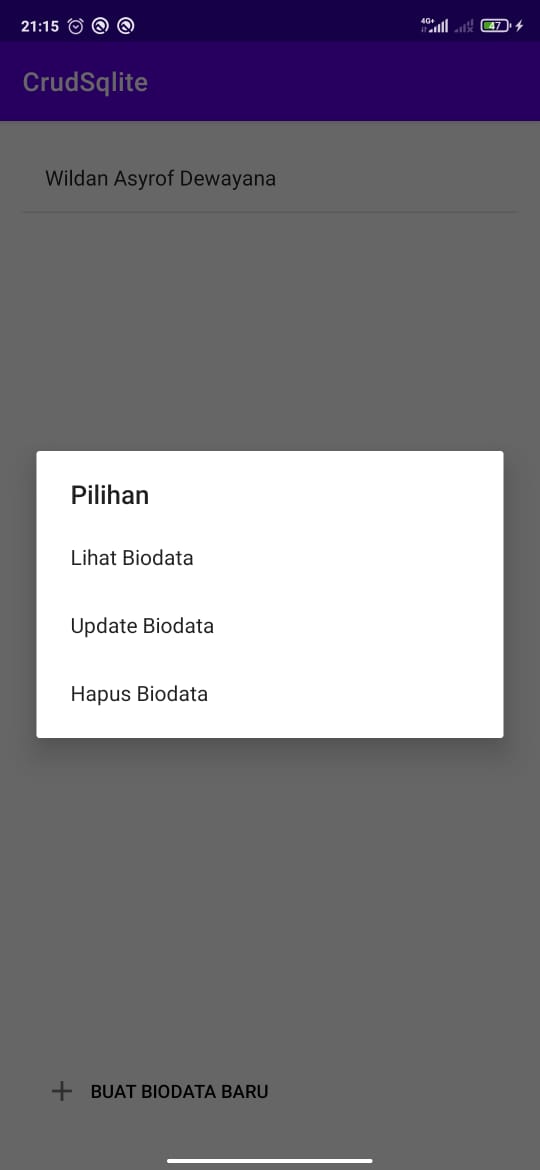 21:15
4G+
47
CrudSqlite
Wildan Asyrof Dewayana
Pilihan
Lihat Biodata
Update Biodata
Hapus Biodata
BUAT BIODATA BARU